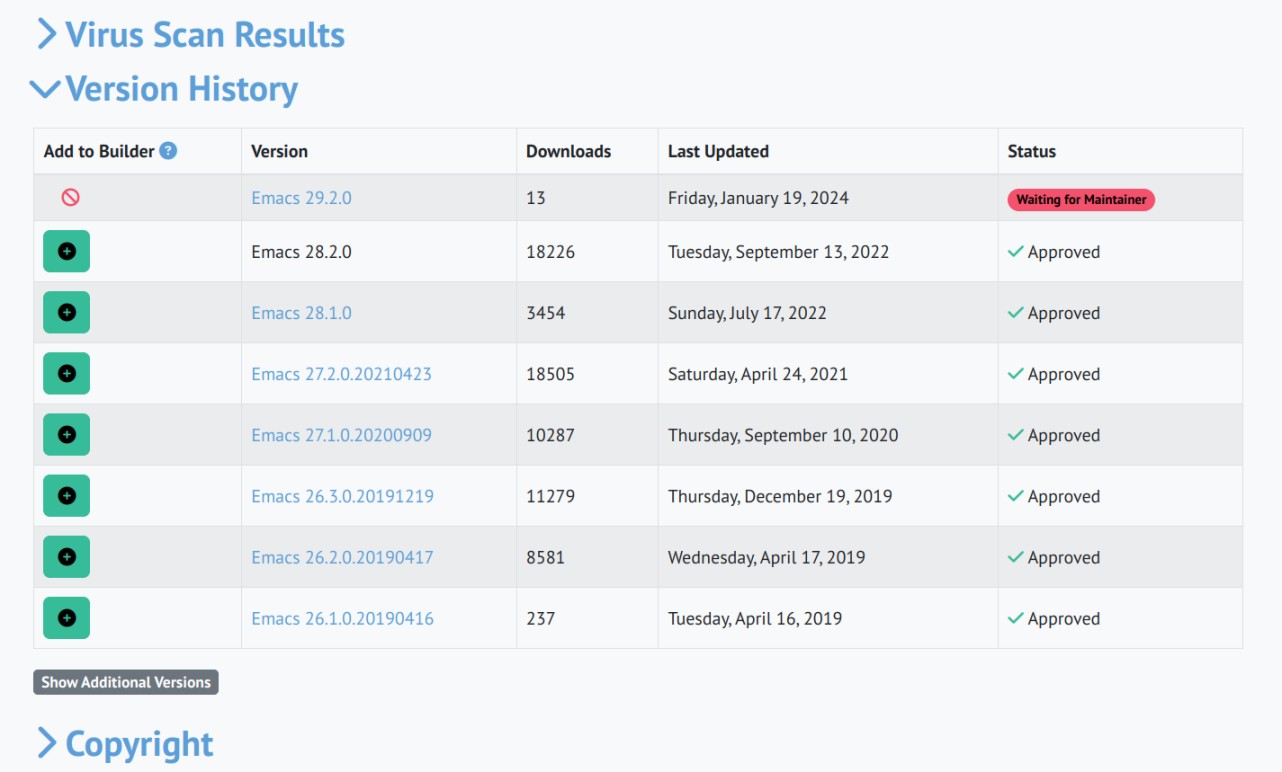 Virus Scan Results
Version History
Add to Builder ? Version Downloads Last Updated Status
Emacs 29.2.0 13 Friday, January 19, 2024 Waiting for Maintainer
Emacs 28.2.0 18226 Tuesday, September 13, 2022 Approved
Emacs 28.1.0 3454 Sunday, July 17, 2022 Approved
Emacs 27.2.0.20210423 18505 Saturday, April 24, 2021 Approved
Emacs 27.1.0.20200909 10287 Thursday, September 10, 2020 Approved
Emacs 26.3.0.20191219 11279 Thursday, December 19, 2019 Approved
Emacs 26.2.0.20190417 8581 Wednesday, April 17, 2019 Approved
Emacs 26.1.0.20190416 237 Tuesday, April 16, 2019 Approved
Show Additional Versions
Copyright